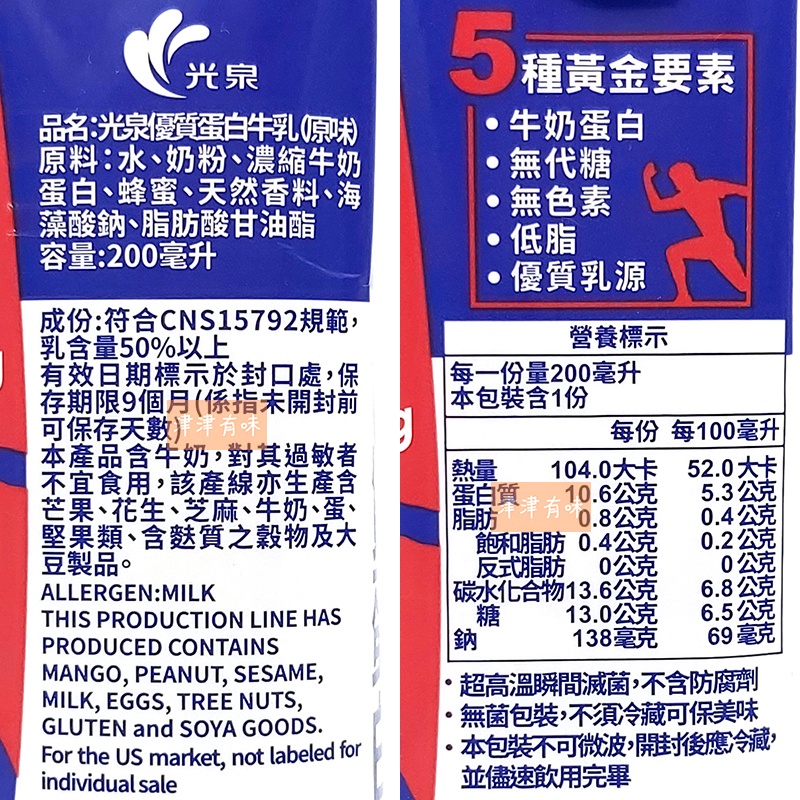 光泉
品名:光泉優質蛋白牛乳(原味)
原料:水、奶粉、濃縮牛奶
蛋白、蜂蜜、天然香料、海
藻酸鈉、脂肪酸甘油酯
容量:200毫升
成份:符合CNS15792規範,
乳含量50%以上
有效日期標示於封口處,保
存期限9個月(係指未開封前
可保存天數)
津津有味
本產品含牛奶,對其過敏者
不宜食用,該產線亦生產含
芒果、花生、芝麻、牛奶、蛋、
堅果類、含麩質之穀物及大
豆製品。
ALLERGEN:MILK
THIS PRODUCTION LINE HAS
PRODUCED CONTAINS
MANGO, PEANUT, SESAME,
MILK, EGGS, TREE NUTS,
GLUTEN and SOYA GOODS.
For the US market, not labeled for
individual sale
5種黃金要素
•牛奶蛋白
•無代糖
•無色素
•低脂
•優質乳源
營養標示
每一份量200毫升
本包裝含1份
每份 每100毫升
熱量 104.0大卡 52.0大卡
蛋白質 10.6公克 5.3公克
津津有味
脂肪 0.8公克 0.4公克
飽和脂肪 0.4公克 0.2公克
反式脂肪 0公克 0公克
碳水化合物13.6公克 6.8公克
糖 13.0公克 6.5公克
鈉 138毫克 69毫克
•超高溫瞬間滅菌,不含防腐劑
•無菌包裝,不須冷藏可保美味
•本包裝不可微波,開封後應冷藏,
並儘速飲用完畢